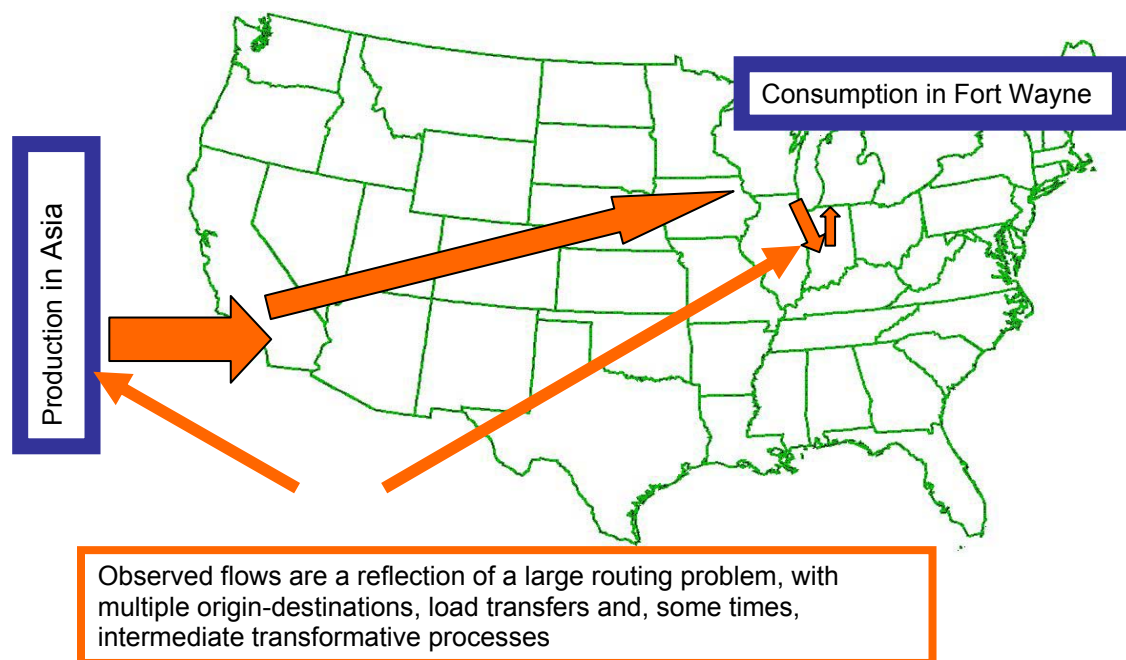 Consumption in Fort Wayne
Production in Asia
Observed flows are a reflection of a large routing problem, with
multiple origin-destinations, load transfers and, some times,
intermediate transformative processes